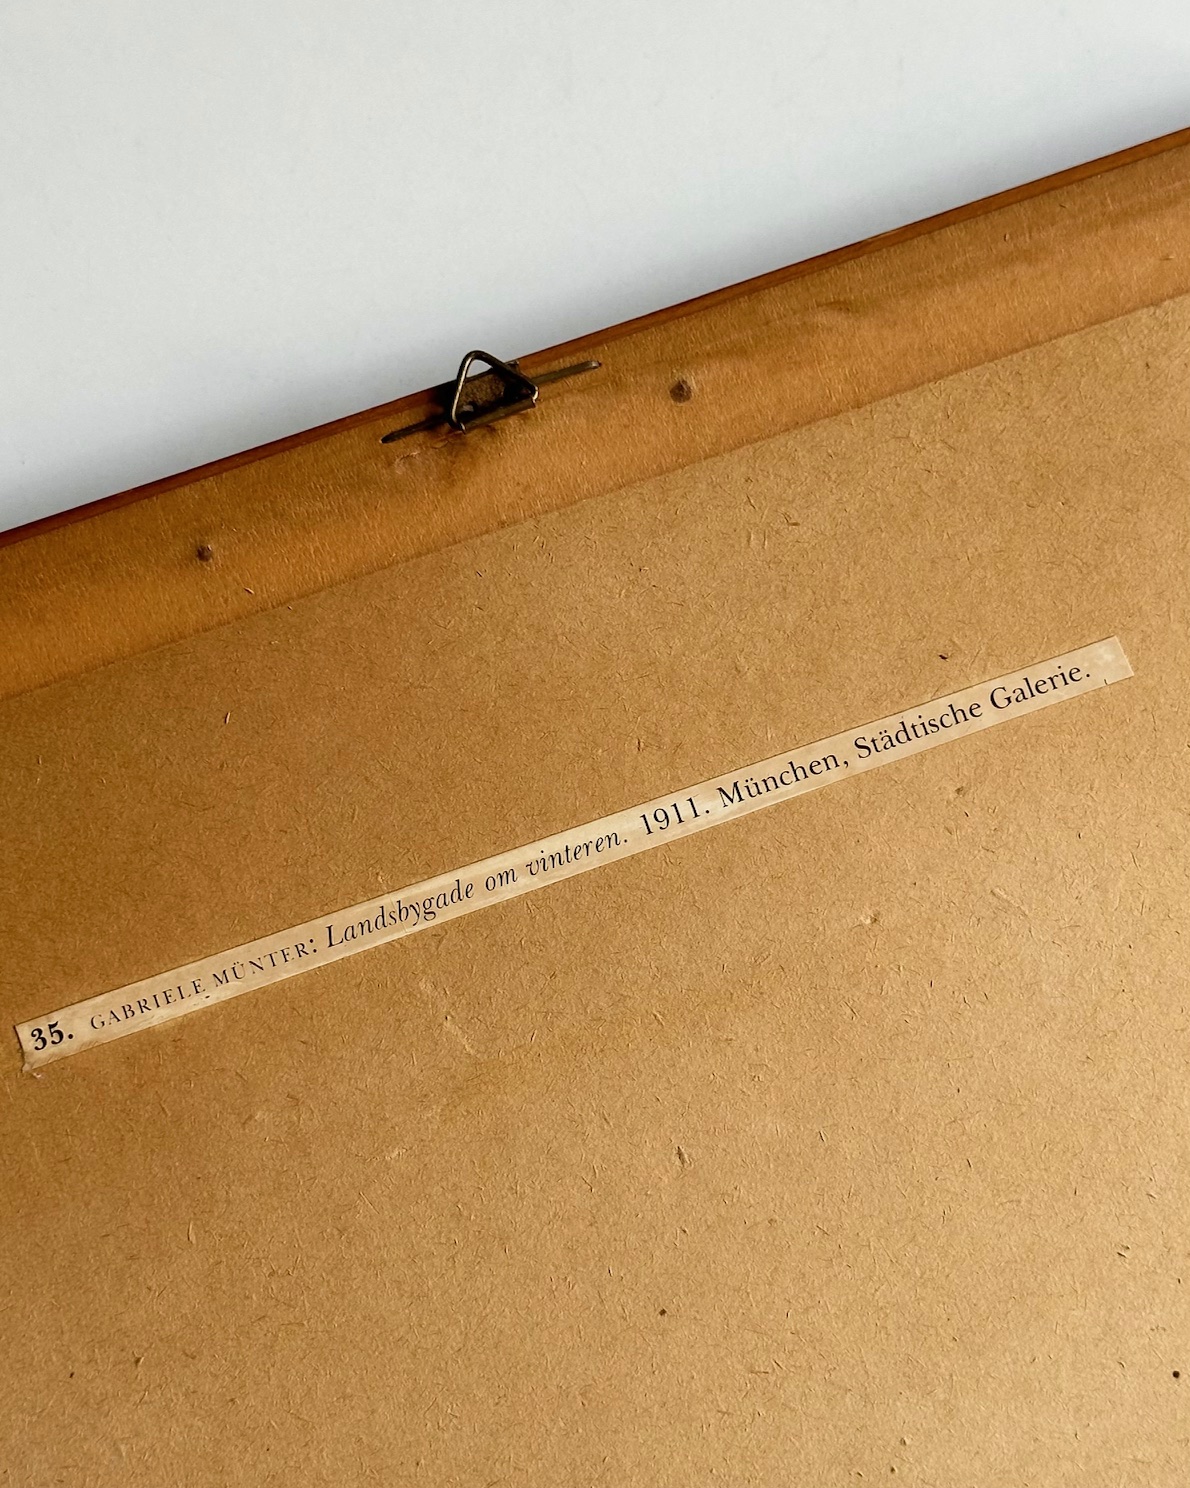 35. GABRIELE MÜNTER: Landsbygade om vinteren. 1911. München, Städtische Galerie.